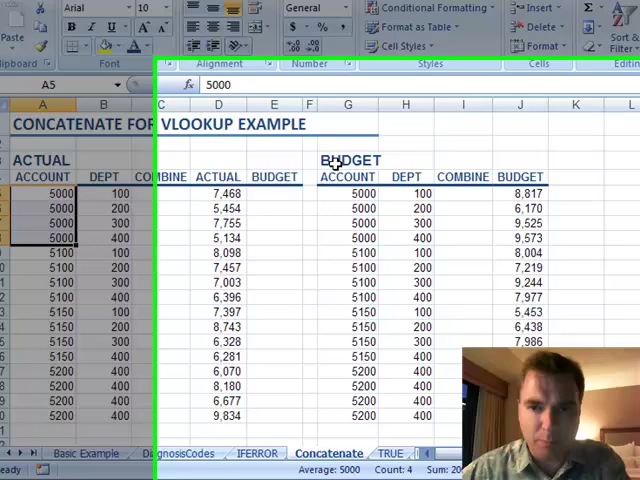 Arial 10 A A General Conditional Formatting Insert Σ
Paste B I U $ % , Format as Table Delete Sort &
Cell Styles Format Filter
Clipboard Font Alignment Number Styles Cells
A5 fx 5000
A B C D E F G H I J K L
CONCATENATE FOR VLOOKUP EXAMPLE
ACTUAL BUDGET
ACCOUNT DEPT COMBINE ACTUAL BUDGET ACCOUNT DEPT COMBINE BUDGET
5000 100 7,468 5000 100 8,817
5000 200 5,454 5000 200 6,170
5000 300 7,755 5000 300 9,525
5000 400 5,134 5000 400 9,573
5100 100 8,098 5100 100 8,004
5100 200 7,457 5100 200 7,219
5100 300 7,003 5100 300 9,244
5100 400 6,396 5100 400 7,977
5150 100 7,397 5150 100 5,453
5150 200 8,743 5150 200 6,438
5150 300 6,328 5150 300 7,986
5150 400 6,281 5150 400
5200 100 6,070 5200 100
5200 200 8,180 5200 200
5200 300 6,677 5200 300
5200 400 9,834 5200 400
Basic Example DiagnosisCodes IFERROR Concatenate TRUE
Average: 5000 Count: 4